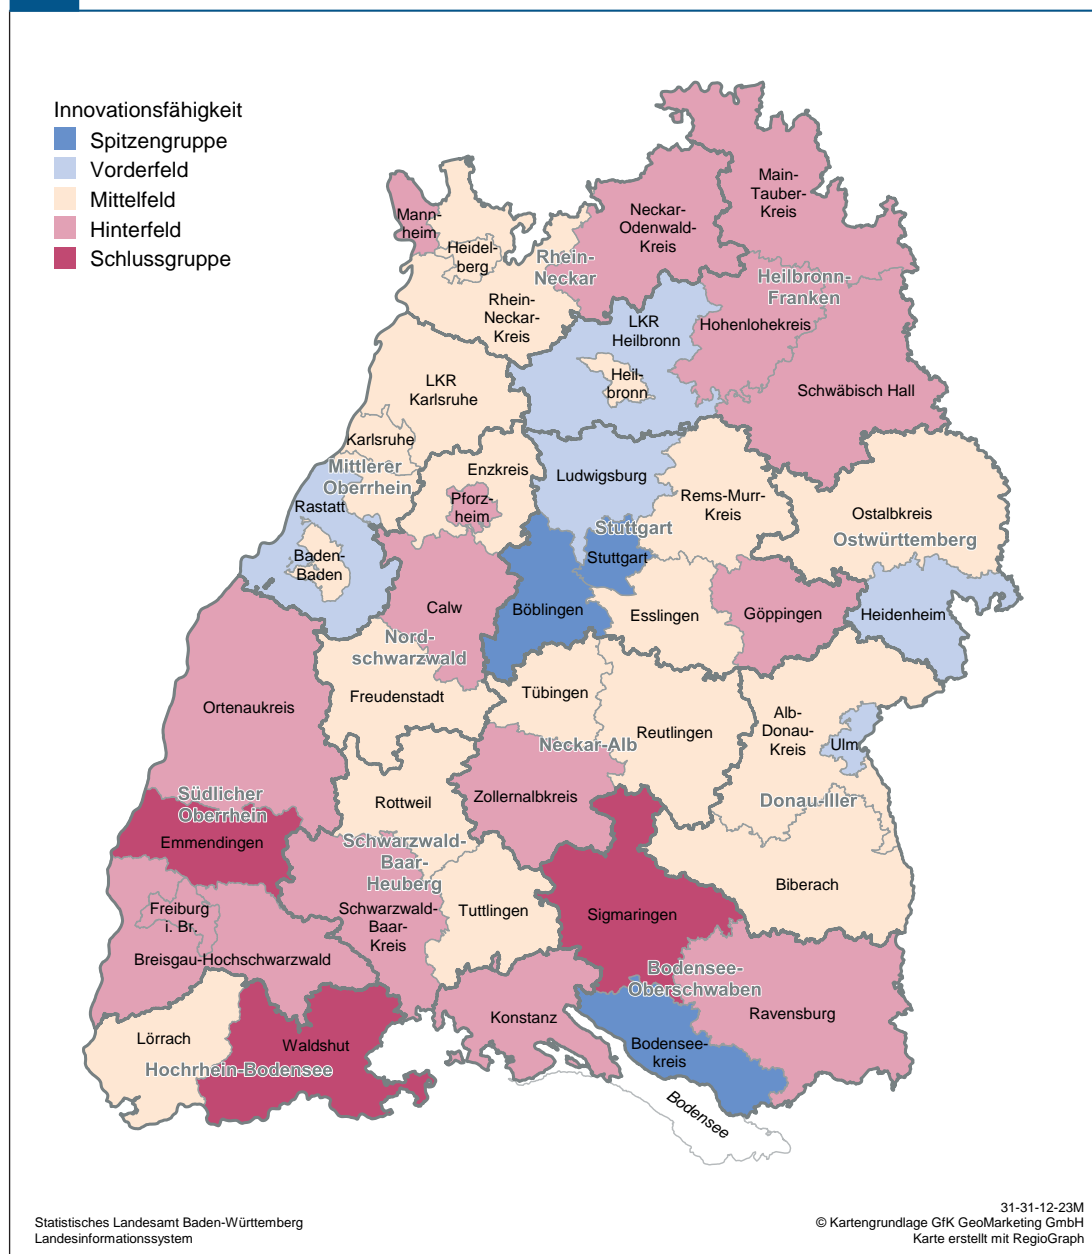 Innovationsfähigkeit
Spitzengruppe
Vorderfeld
Mittelfeld
Hinterfeld
Schlussgruppe
Main-
Tauber-
Kreis
Neckar-
Odenwald-
Kreis
Mann-
heim
Heidel-
berg
Rhein-
Neckar
Heilbronn-
Franken
Rhein-
Neckar-
Kreis
LKR
Heilbronn
Hohenlohekreis
Heil-
bronn
Schwäbisch Hall
LKR
Karlsruhe
Karlsruhe
Mittlerer
Oberrhein
Enzkreis
Ludwigsburg
Rems-Murr-
Kreis
Pforz-
heim
Rastatt
Ostalbkreis
Ostwürttemberg
Stuttgart
Stuttgart
Baden-
Baden
Calw
Böblingen
Esslingen
Göppingen
Heidenheim
Nord-
schwarzwald
Freudenstadt
Tübingen
Ortenaukreis
Reutlingen
Alb-
Donau-
Kreis
Ulm
Neckar-Alb
Zollernalbkreis
Rottweil
Donau-Iller
Südlicher
Oberrhein
Emmendingen
Schwarzwald-
Baar-
Heuberg
Biberach
Freiburg
i. Br.
Schwarzwald-
Baar-
Kreis
Tuttlingen
Sigmaringen
Breisgau-Hochschwarzwald
Bodensee-
Oberschwaben
Ravensburg
Konstanz
Lörrach
Waldshut
Bodensee-
kreis
Hochrhein-Bodensee
Bodensee
31-31-12-23M
Statistisches Landesamt Baden-Württemberg
Landesinformationssystem
© Kartengrundlage GfK GeoMarketing GmbH
Karte erstellt mit RegioGraph